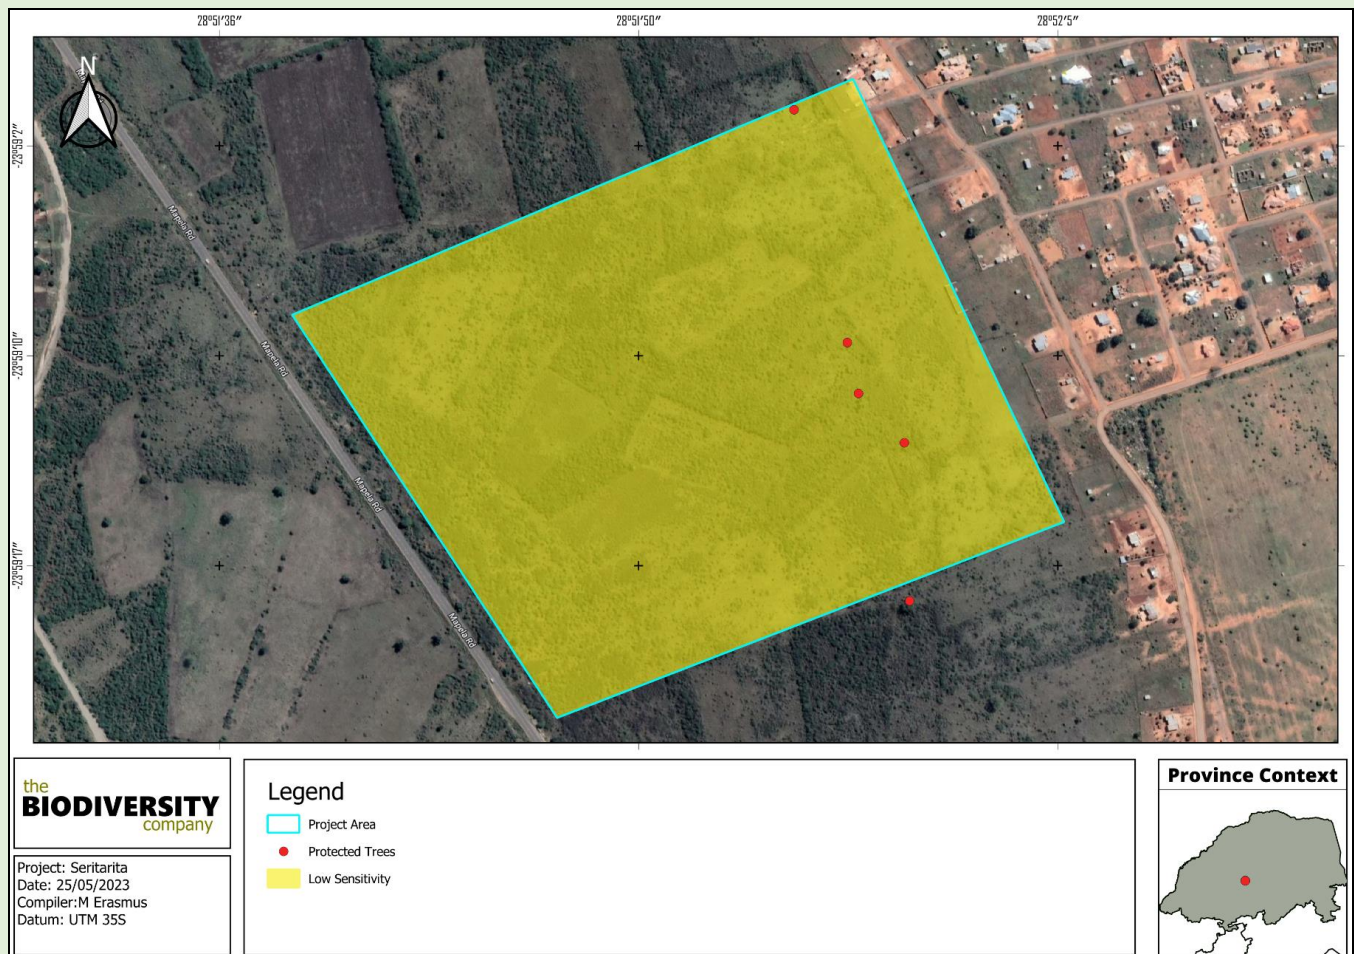 28°51'36"
28°51'50"
28°52'5"
N
-23°59'2"
-23°59'10"
-23°59'17"
Mapela Rd
Mapela Rd
Mapela Rd
Mapela Rd
the
BIODIVERSITY
company
Project: Seritarita
Date: 25/05/2023
Compiler:M Erasmus
Datum: UTM 35S
Legend
Project Area
Protected Trees
Low Sensitivity
Province Context